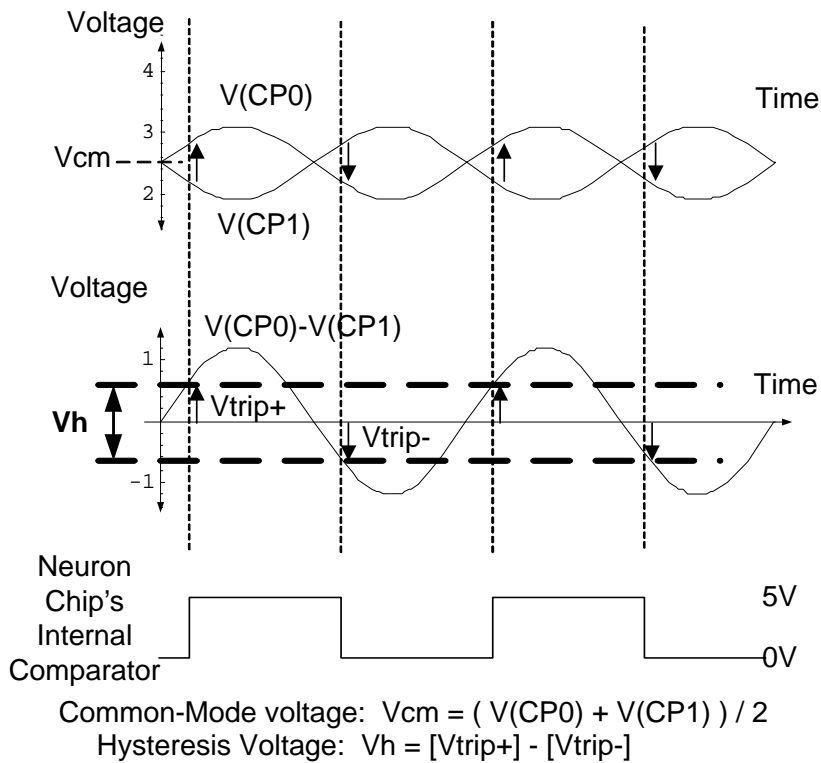 Voltage
4
V(CP0)
Time
3
Vcm
2
V(CP1)
Voltage
V(CP0)-V(CP1)
1
Time
Vtrip+
Vh
Vtrip-
-1
Neuron
Chip's
Internal
Comparator
5V
0V
Common-Mode voltage: Vcm = ( V(CP0) + V(CP1) ) / 2
Hysteresis Voltage: Vh = [Vtrip+] - [Vtrip-]